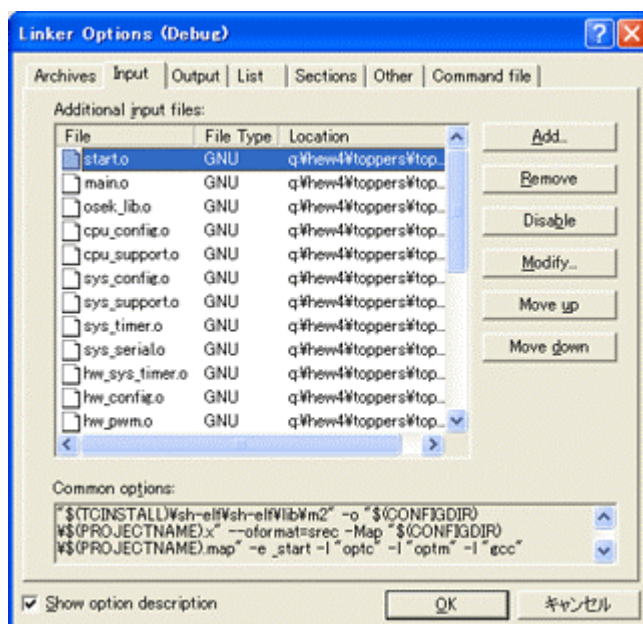 Linker Options (Debug)
Archives Input Output List Sections Other Command file
Additional input files:
File File Type Location
start.o GNU q:¥hew4¥toppers¥top...
main.o GNU q:¥hew4¥toppers¥top...
osek_lib.o GNU q:¥hew4¥toppers¥top...
cpu_config.o GNU q:¥hew4¥toppers¥top...
cpu_support.o GNU q:¥hew4¥toppers¥top...
sys_config.o GNU q:¥hew4¥toppers¥top...
sys_support.o GNU q:¥hew4¥toppers¥top...
sys_timer.o GNU q:¥hew4¥toppers¥top...
sys_serial.o GNU q:¥hew4¥toppers¥top...
hw_sys_timer.o GNU q:¥hew4¥toppers¥top...
hw_config.o GNU q:¥hew4¥toppers¥top...
hw_pwm.o GNU q:¥hew4¥toppers¥top...
Add...
Remove
Disable
Modify...
Move up
Move down
Common options:
"$(TCINSTALL)¥sh-elf¥sh-elf¥lib¥m2" -o "$(CONFIGDIR)
¥$(PROJECTNAME).x" --oformat=srec -Map "$(CONFIGDIR)
¥$(PROJECTNAME).map" -e _start -l "optc" -l "optm" -l "gcc"
Show option description
OK
キャンセル